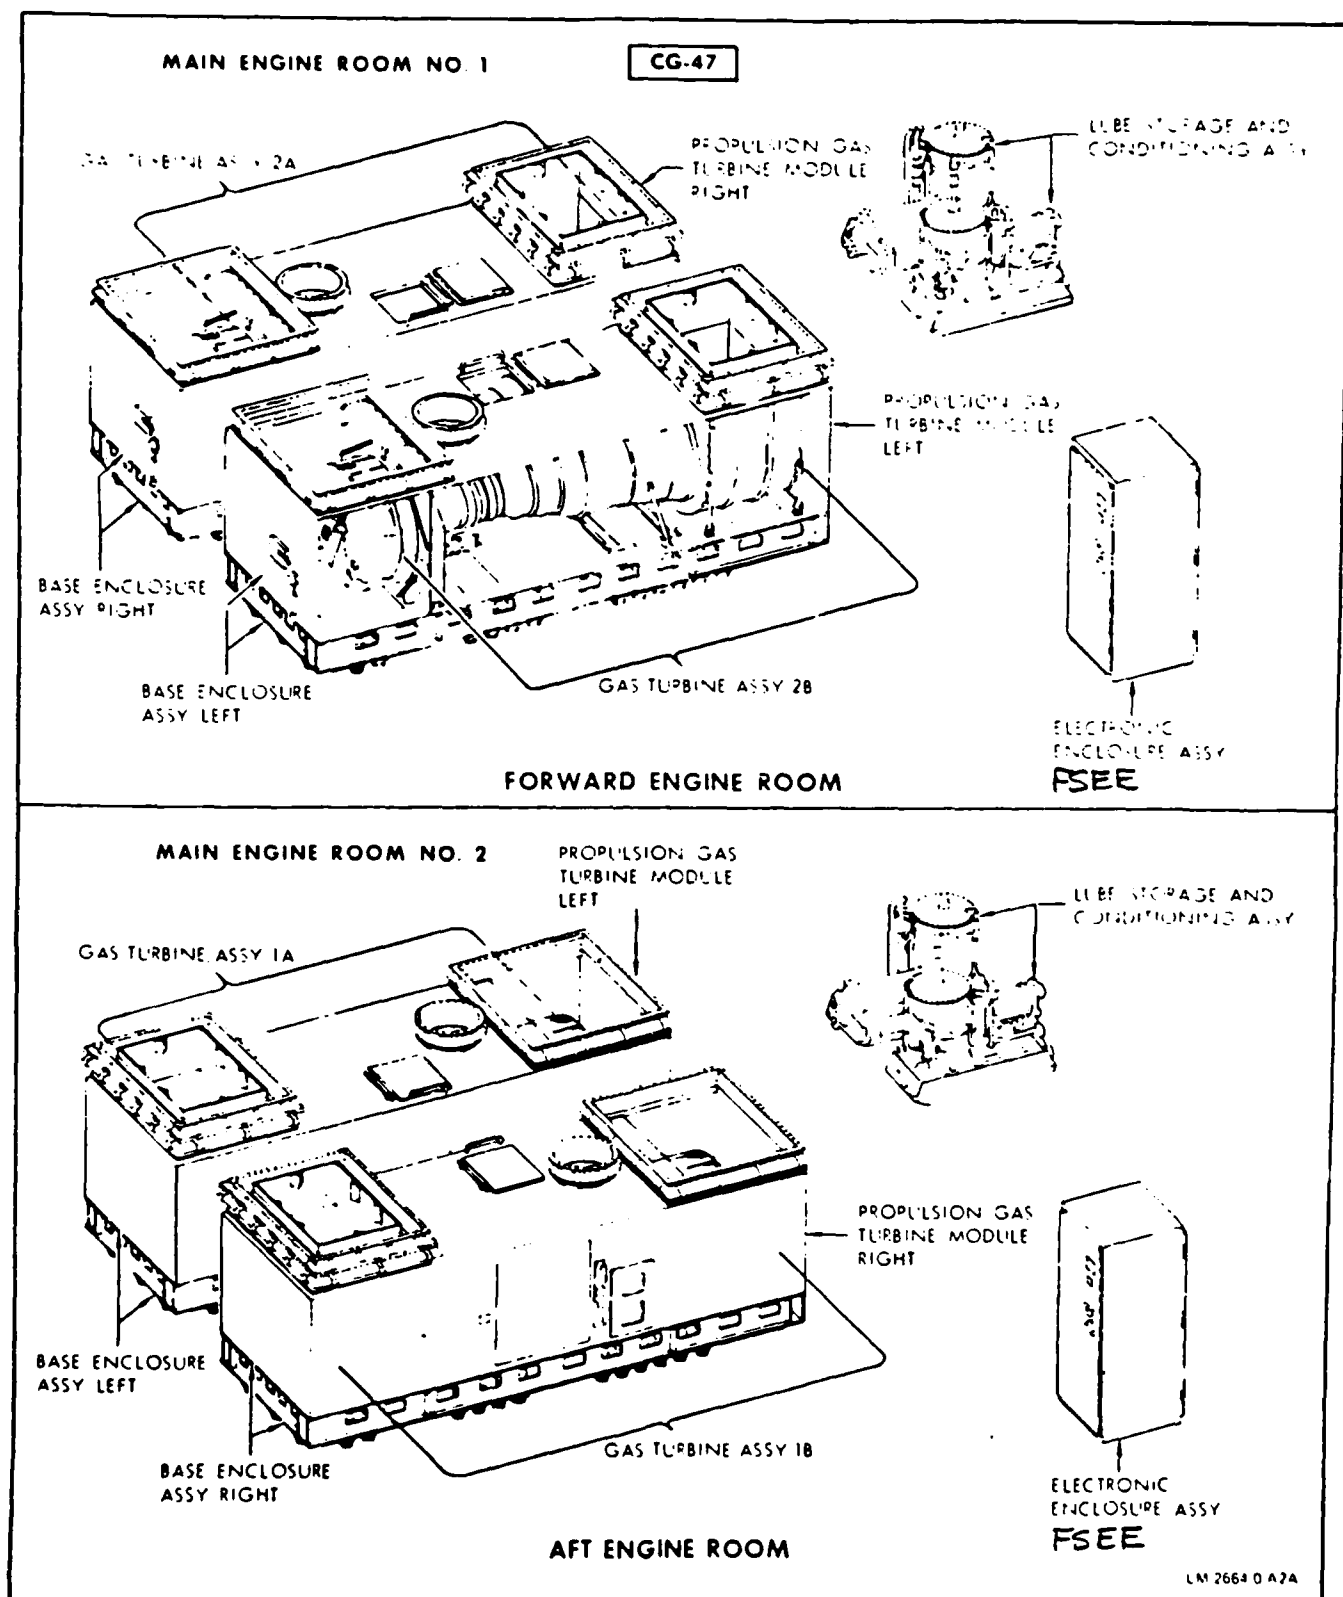 MAIN ENGINE ROOM NO. 1
CG-47
GAS TURBINE ASSY 2A
PROPULSION GAS
TURBINE MODULE
RIGHT
LUBE STORAGE AND
CONDITIONING ASSY
PROPULSION GAS
TURBINE MODULE
LEFT
BASE ENCLOSURE
ASSY RIGHT
BASE ENCLOSURE
ASSY LEFT
GAS TURBINE ASSY 2B
ELECTRONIC
ENCLOSURE ASSY
FSEE
FORWARD ENGINE ROOM
MAIN ENGINE ROOM NO. 2
PROPULSION GAS
TURBINE MODULE
LEFT
LUBE STORAGE AND
CONDITIONING ASSY
GAS TURBINE ASSY 1A
PROPULSION GAS
TURBINE MODULE
RIGHT
BASE ENCLOSURE
ASSY LEFT
BASE ENCLOSURE
ASSY RIGHT
GAS TURBINE ASSY 1B
ELECTRONIC
ENCLOSURE ASSY
FSEE
AFT ENGINE ROOM
LM 2664 0 A2A